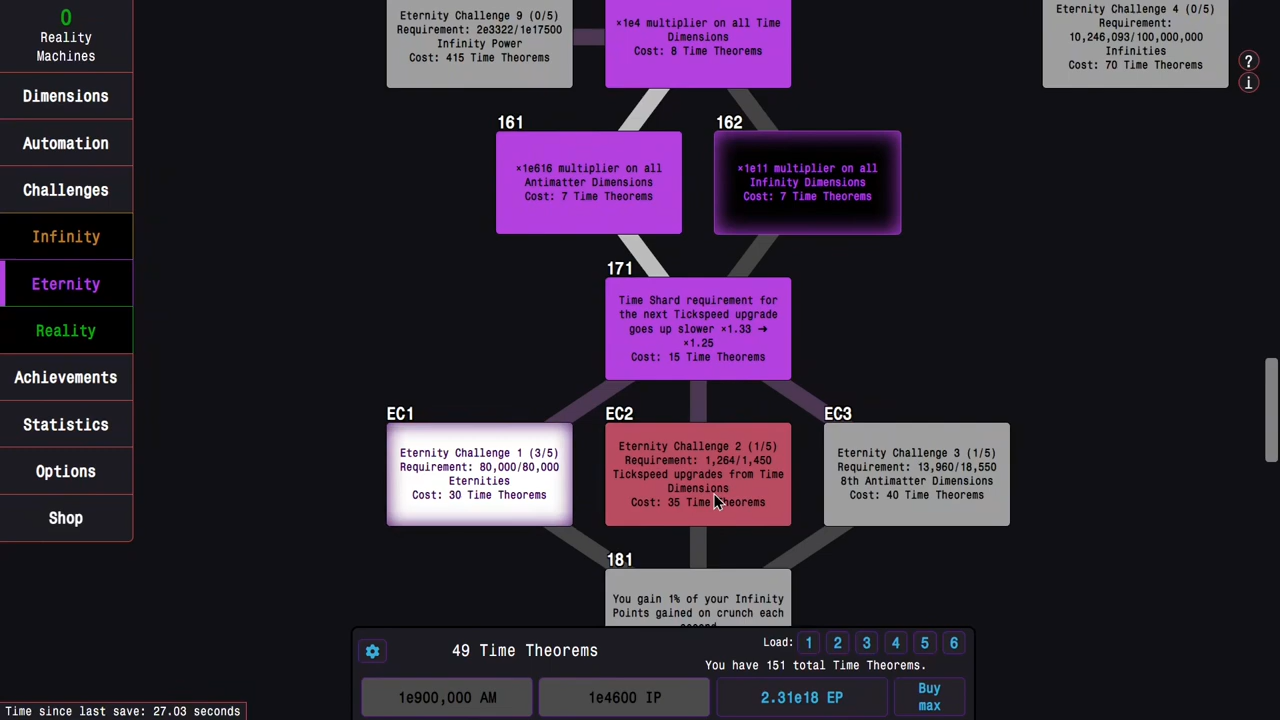 0
Reality
Machines
Dimensions
Automation
Challenges
Infinity
Eternity
Reality
Achievements
Statistics
Options
Shop
Time since last save: 27.03 seconds
Eternity Challenge 9 (0/5)
Requirement: 2e3322/1e17500
Infinity Power
Cost: 415 Time Theorems
×1e4 multiplier on all Time
Dimensions
Cost: 8 Time Theorems
Eternity Challenge 4 (0/5)
Requirement:
10,246,093/100,000,000
Infinities
Cost: 70 Time Theorems
?
i
161
×1e616 multiplier on all
Antimatter Dimensions
Cost: 7 Time Theorems
162
×1e11 multiplier on all
Infinity Dimensions
Cost: 7 Time Theorems
171
Time Shard requirement for
the next Tickspeed upgrade
goes up slower ×1.33 ➜
×1.25
Cost: 15 Time Theorems
EC1
Eternity Challenge 1 (3/5)
Requirement: 80,000/80,000
Eternities
Cost: 30 Time Theorems
EC2
Eternity Challenge 2 (1/5)
Requirement: 1,264/1,450
Tickspeed upgrades from Time
Dimensions
Cost: 35 Time Theorems
EC3
Eternity Challenge 3 (1/5)
Requirement: 13,960/18,550
8th Antimatter Dimensions
Cost: 40 Time Theorems
181
You gain 1% of your Infinity
Points gained on crunch each
49 Time Theorems
Load: 1 2 3 4 5 6
You have 151 total Time Theorems.
1e900,000 AM
1e4600 IP
2.31e18 EP
Buy
max